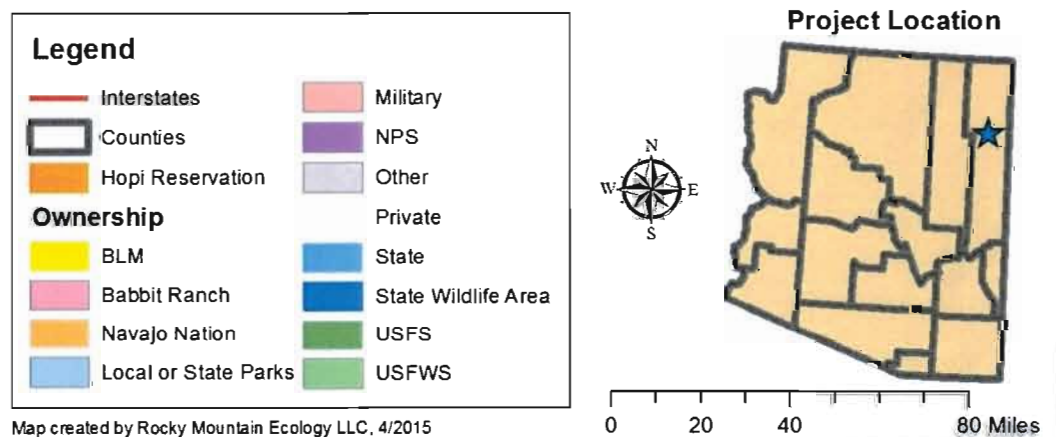 Legend
Interstates
Counties
Hopi Reservation
Ownership
BLM
Babbit Ranch
Navajo Nation
Local or State Parks
Military
NPS
Other
Private
State
State Wildlife Area
USFS
USFWS
Map created by Rocky Mountain Ecology LLC, 4/2015
Project Location
N
W E
S
0 20 40 80 Miles